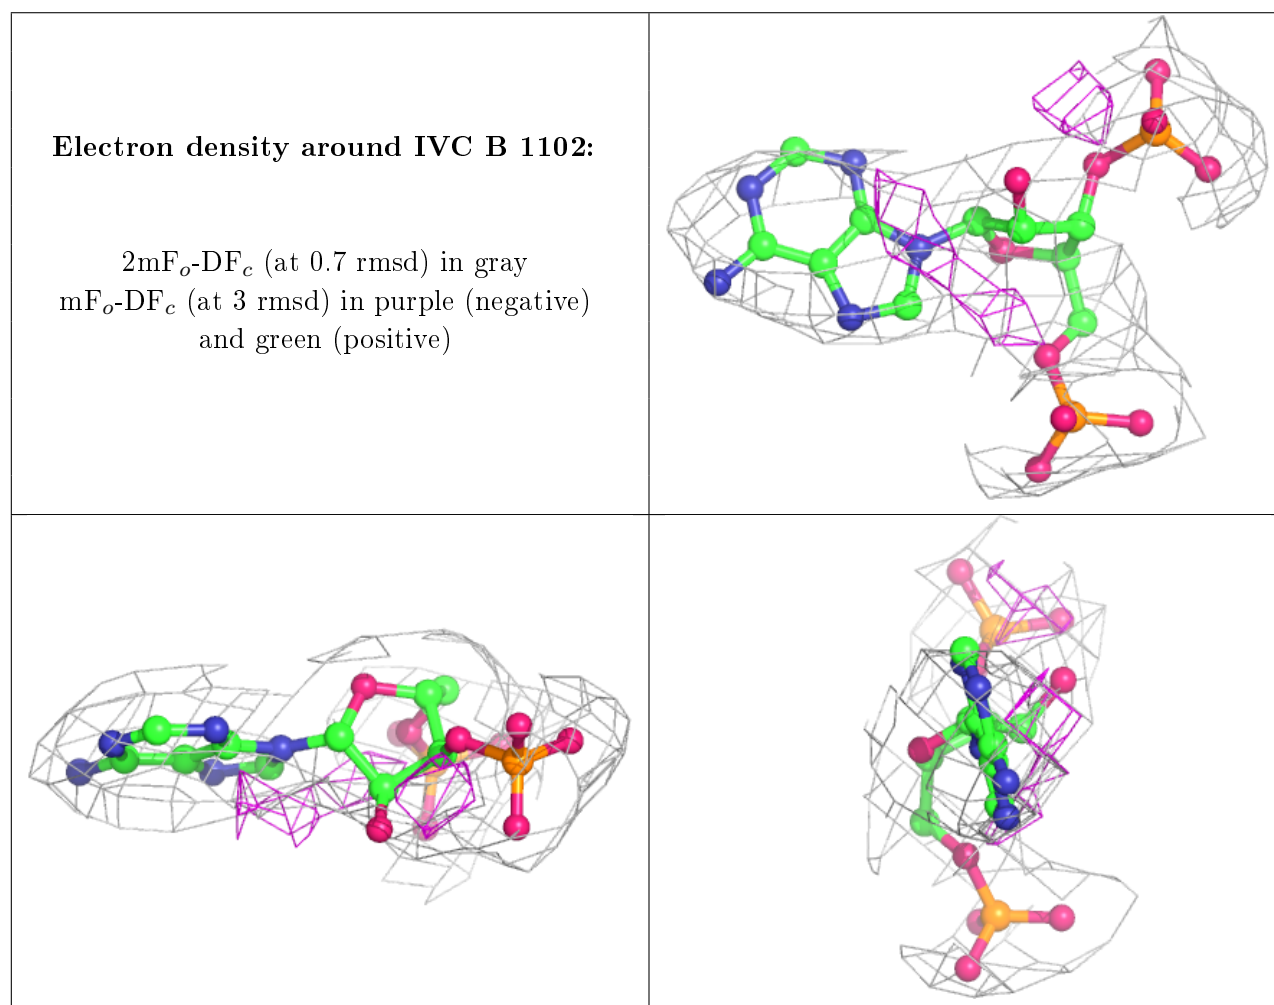 Electron density around IVC B 1102:
2mFo-DFc (at 0.7 rmsd) in gray
mFo-DFc (at 3 rmsd) in purple (negative)
and green (positive)